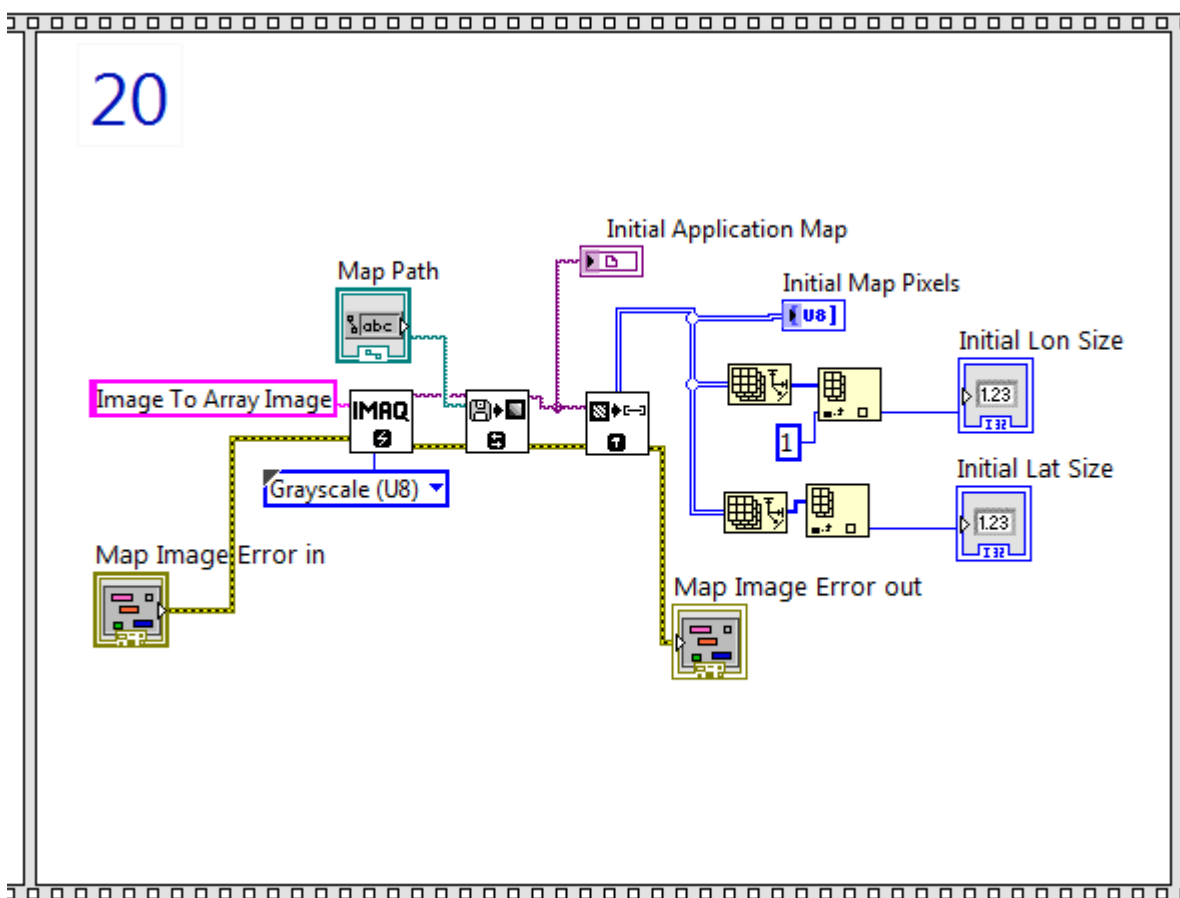 20
Initial Application Map
Map Path
abc
Initial Map Pixels
[U8]
Initial Lon Size
Image To Array Image
IMAQ
1.23
I32
1
Grayscale (U8)
Initial Lat Size
1.23
I32
Map Image Error in
Map Image Error out